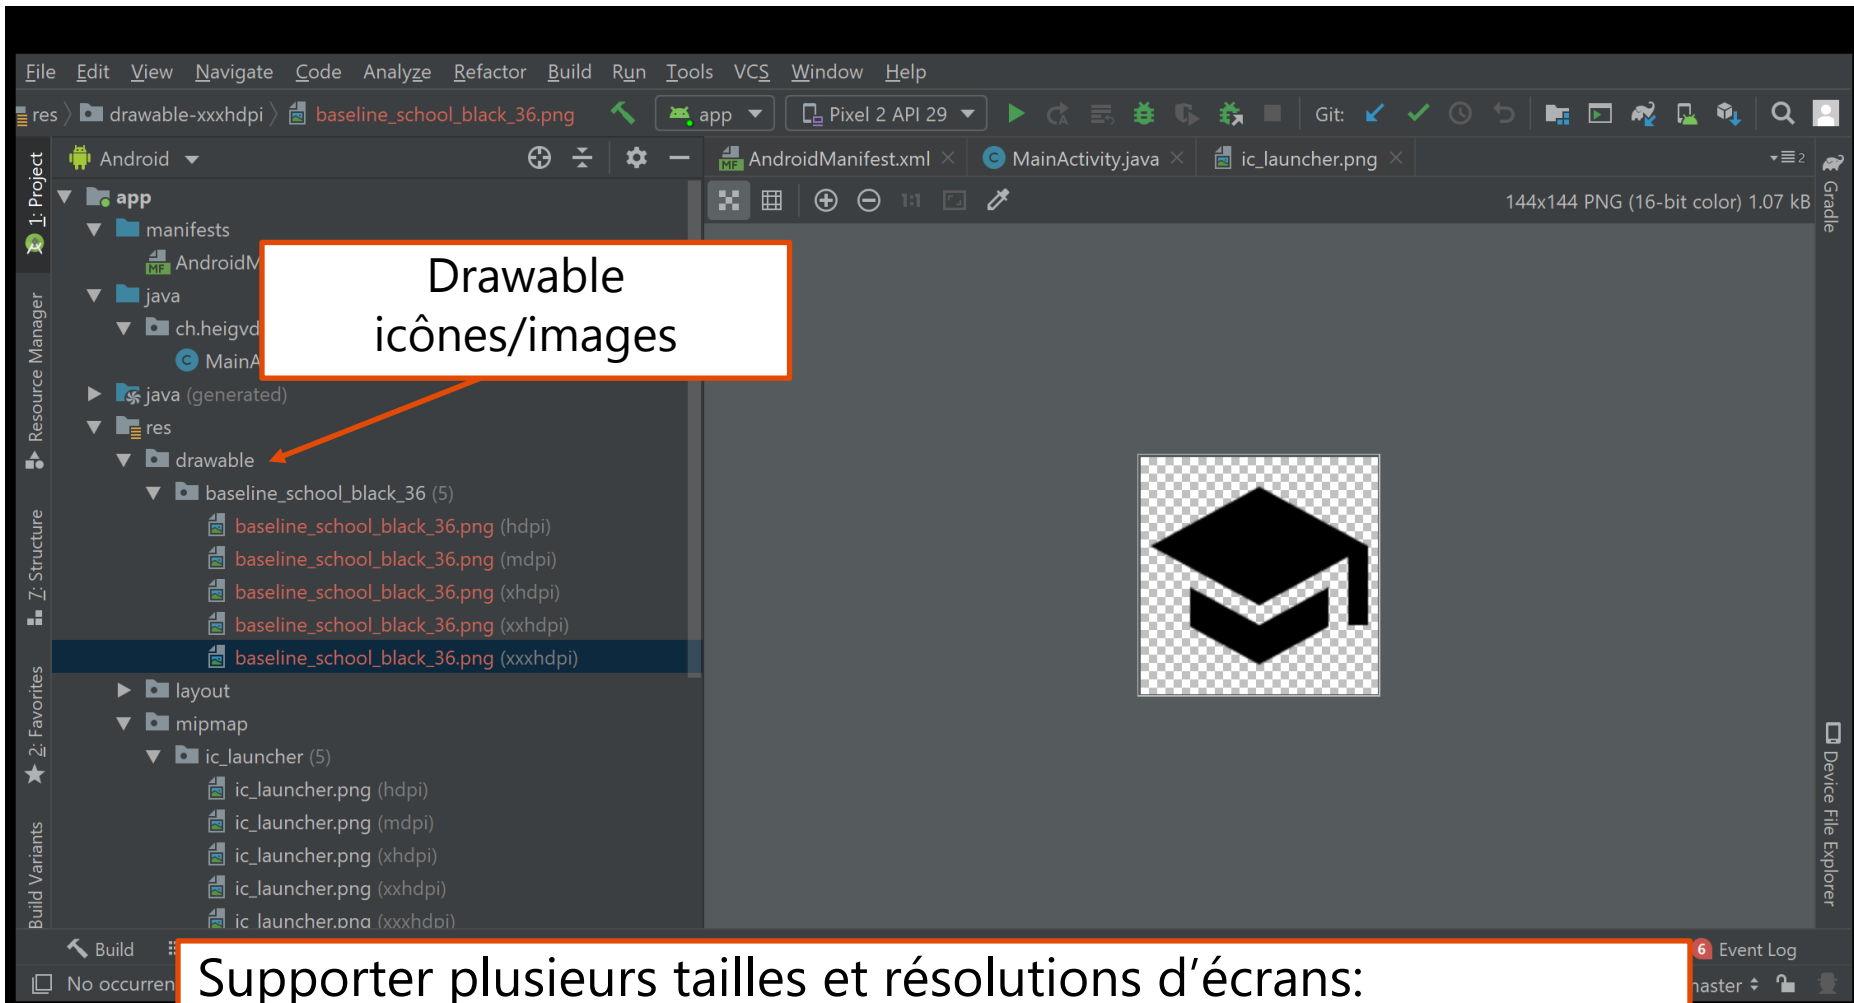 File Edit View Navigate Code Analyze Refactor Build Run Tools VCS Window Help
res drawable-xxxhdpi baseline_school_black_36.png app Pixel 2 API 29 Git:
1: Project
Resource Manager
7: Structure
2: Favorites
Build Variants
Android
app
manifests
AndroidM
java
ch.heigvd
MainA
java (generated)
res
drawable
baseline_school_black_36 (5)
baseline_school_black_36.png (hdpi)
baseline_school_black_36.png (mdpi)
baseline_school_black_36.png (xhdpi)
baseline_school_black_36.png (xxhdpi)
baseline_school_black_36.png (xxxhdpi)
layout
mipmap
ic_launcher (5)
ic_launcher.png (hdpi)
ic_launcher.png (mdpi)
ic_launcher.png (xhdpi)
ic_launcher.png (xxhdpi)
ic_launcher.png (xxxhdpi)
Drawable
icônes/images
MF AndroidManifest.xml MainActivity.java ic_launcher.png 2
1:1 144x144 PNG (16-bit color) 1.07 kB
Gradle
Device File Explorer
Build
6 Event Log
No occurren
master
Supporter plusieurs tailles et résolutions d'écrans: